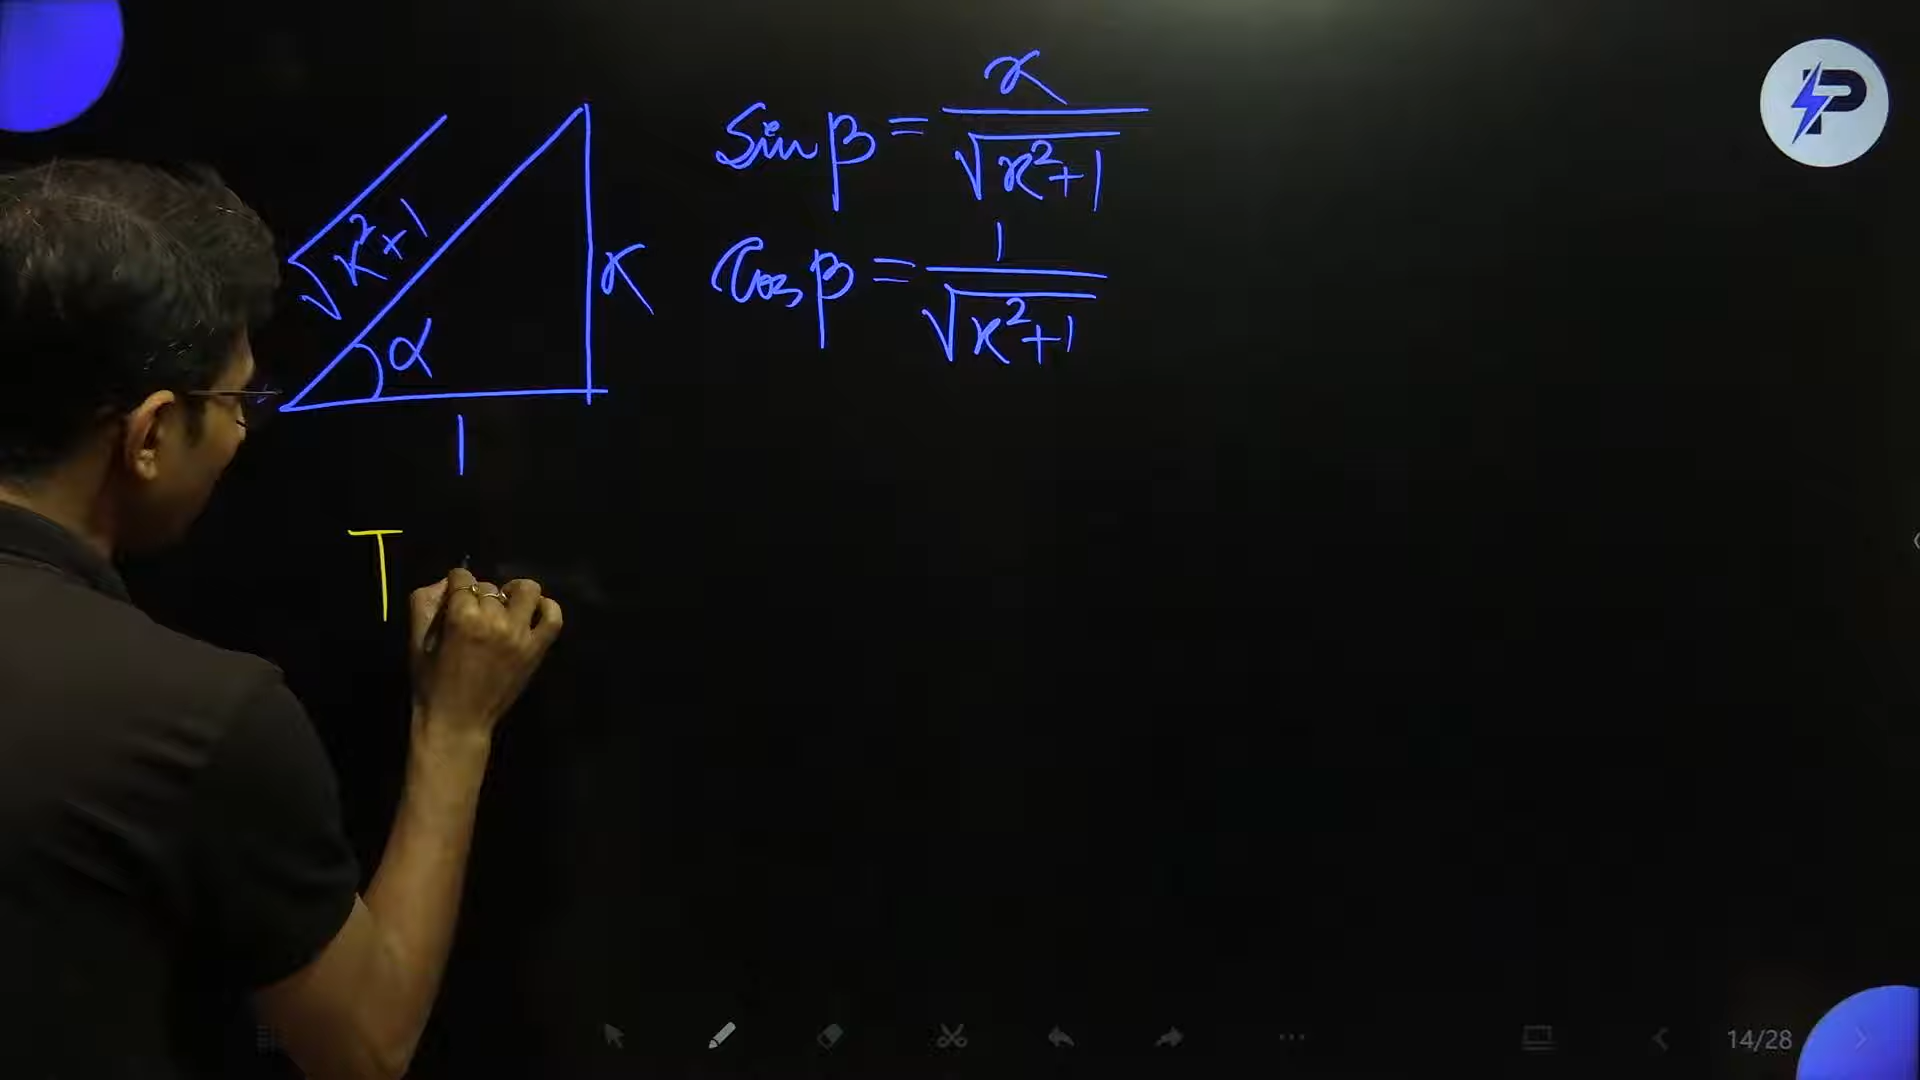 sin β = x / √(x²+1)
cos β = 1 / √(x²+1)
√(x²+1)
x
α
1
T
14/28
P